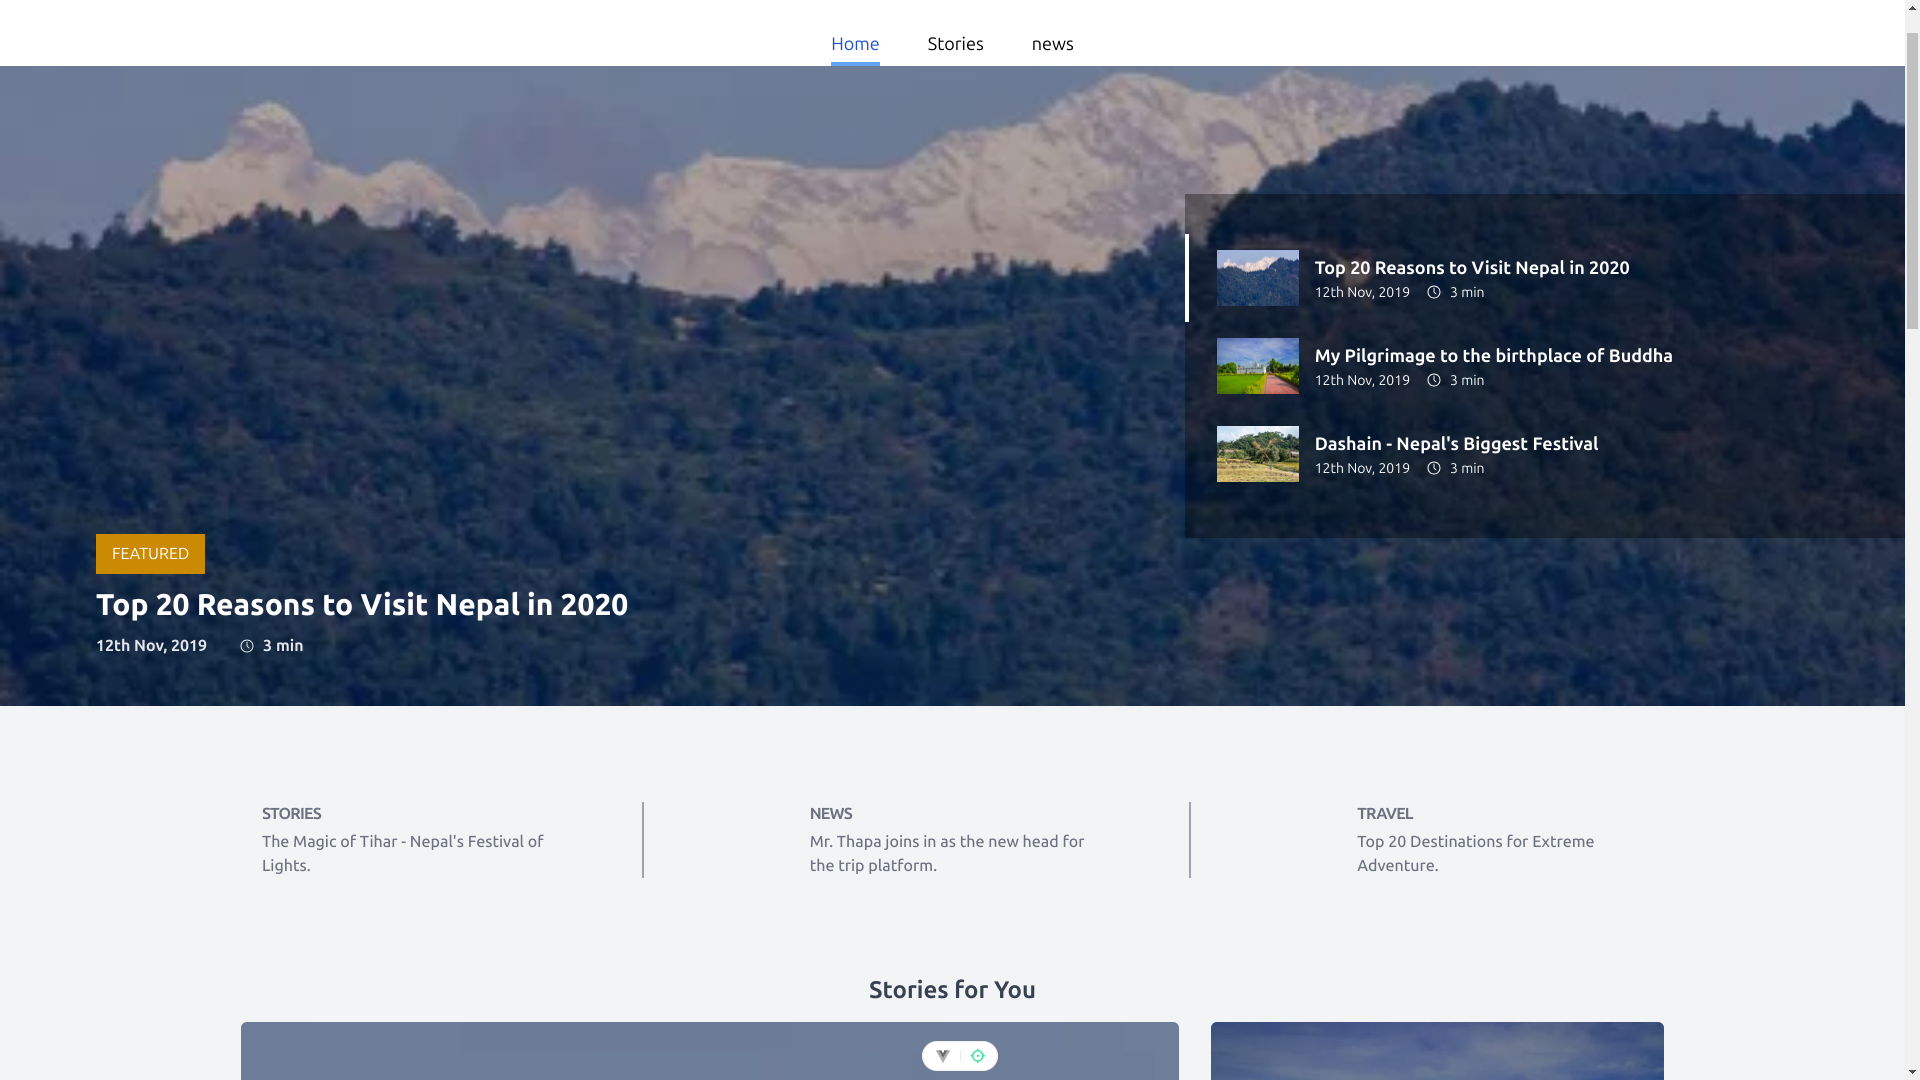 Home
Stories
news
Top 20 Reasons to Visit Nepal in 2020
12th Nov, 2019 3 min
My Pilgrimage to the birthplace of Buddha
12th Nov, 2019 3 min
Dashain - Nepal's Biggest Festival
12th Nov, 2019 3 min
FEATURED
Top 20 Reasons to Visit Nepal in 2020
12th Nov, 2019 3 min
STORIES
The Magic of Tihar - Nepal's Festival of
Lights.
NEWS
Mr. Thapa joins in as the new head for
the trip platform.
TRAVEL
Top 20 Destinations for Extreme
Adventure.
Stories for You